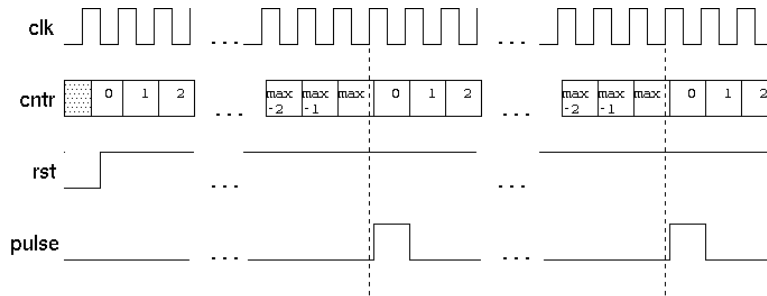 clk
...
...
cntr
0 1 2
...
max -2
max -1
max
0 1 2
...
max -2
max -1
max
0 1 2
rst
...
...
pulse
...
...